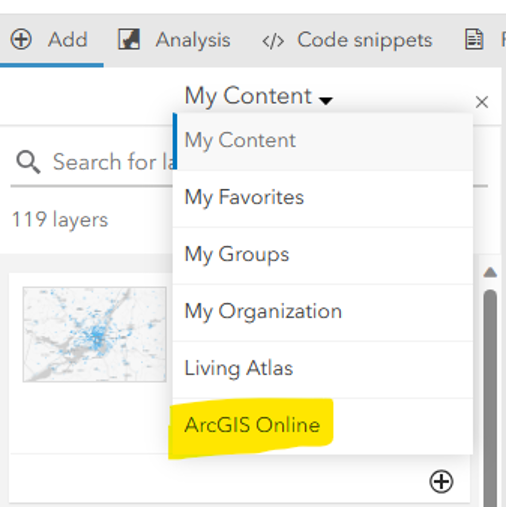 Add Analysis </> Code snippets
My Content
My Content
Search for
119 layers
My Favorites
My Groups
My Organization
Living Atlas
ArcGIS Online